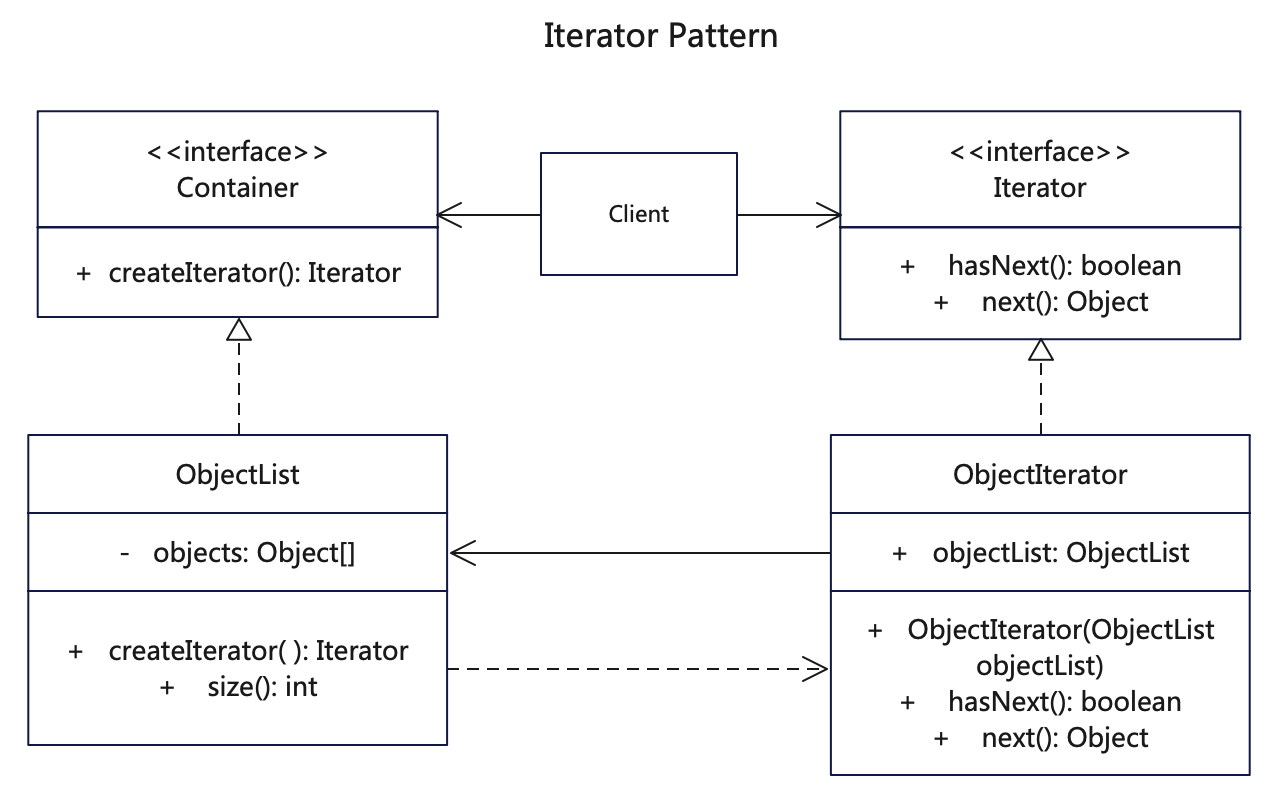 Iterator Pattern
<<interface>>
Container
+ createIterator(): Iterator
Client
<<interface>>
Iterator
+ hasNext(): boolean
+ next(): Object
ObjectList
- objects: Object[]
+ createIterator( ): Iterator
+ size(): int
ObjectIterator
+ objectList: ObjectList
+ ObjectIterator(ObjectList
objectList)
+ hasNext(): boolean
+ next(): Object